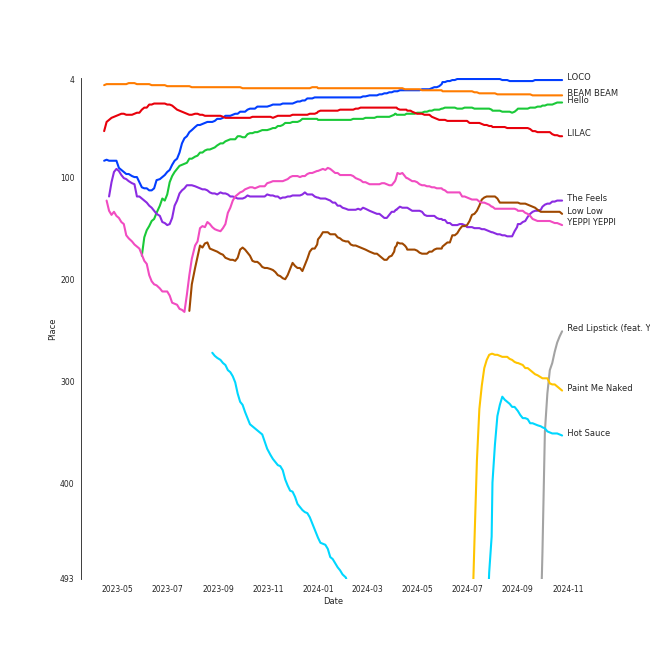 4
100
200
300
400
493
Place
2023-05
2023-07
2023-09
2023-11
2024-01
2024-03
2024-05
2024-07
2024-09
2024-11
Date
LOCO
BEAM BEAM
Hello
LILAC
The Feels
Low Low
YEPPI YEPPI
Red Lipstick (feat. Y
Paint Me Naked
Hot Sauce